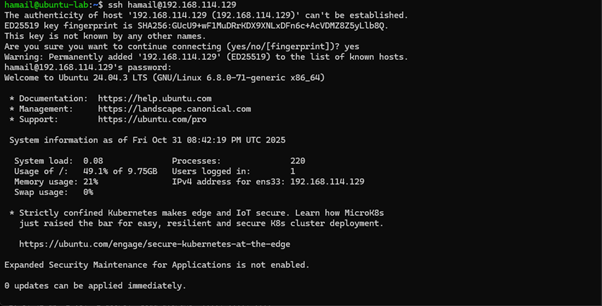 hamail@ubuntu-lab:~$ ssh hamail@192.168.114.129
The authenticity of host '192.168.114.129 (192.168.114.129)' can't be established.
ED25519 key fingerprint is SHA256:GUcU9+wF1MuDRrKDX9XNLxDFn6c+AcVDMZ8Z5yLlb8Q.
This key is not known by any other names.
Are you sure you want to continue connecting (yes/no/[fingerprint])? yes
Warning: Permanently added '192.168.114.129' (ED25519) to the list of known hosts.
hamail@192.168.114.129's password:
Welcome to Ubuntu 24.04.3 LTS (GNU/Linux 6.8.0-71-generic x86_64)
* Documentation: https://help.ubuntu.com
* Management: https://landscape.canonical.com
* Support: https://ubuntu.com/pro
System information as of Fri Oct 31 08:42:19 PM UTC 2025
System load: 0.08 Processes: 220
Usage of /: 49.1% of 9.75GB Users logged in: 1
Memory usage: 21% IPv4 address for ens33: 192.168.114.129
Swap usage: 0%
* Strictly confined Kubernetes makes edge and IoT secure. Learn how MicroK8s
just raised the bar for easy, resilient and secure K8s cluster deployment.
https://ubuntu.com/engage/secure-kubernetes-at-the-edge
Expanded Security Maintenance for Applications is not enabled.
0 updates can be applied immediately.